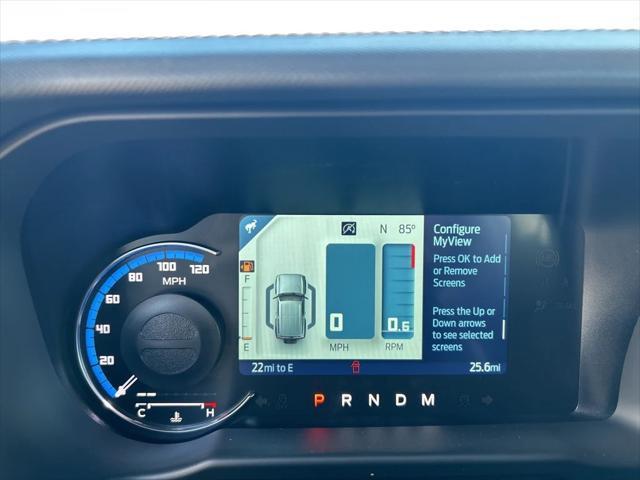 N 85°
Configure
MyView
Press OK to Add
or Remove
Screens
Press the Up or
Down arrows
to see selected
screens
F
E
0
MPH
0.6
RPM
22mi to E
25.6mi
120
100
80
60
40
20
MPH
C
H
P R N D M